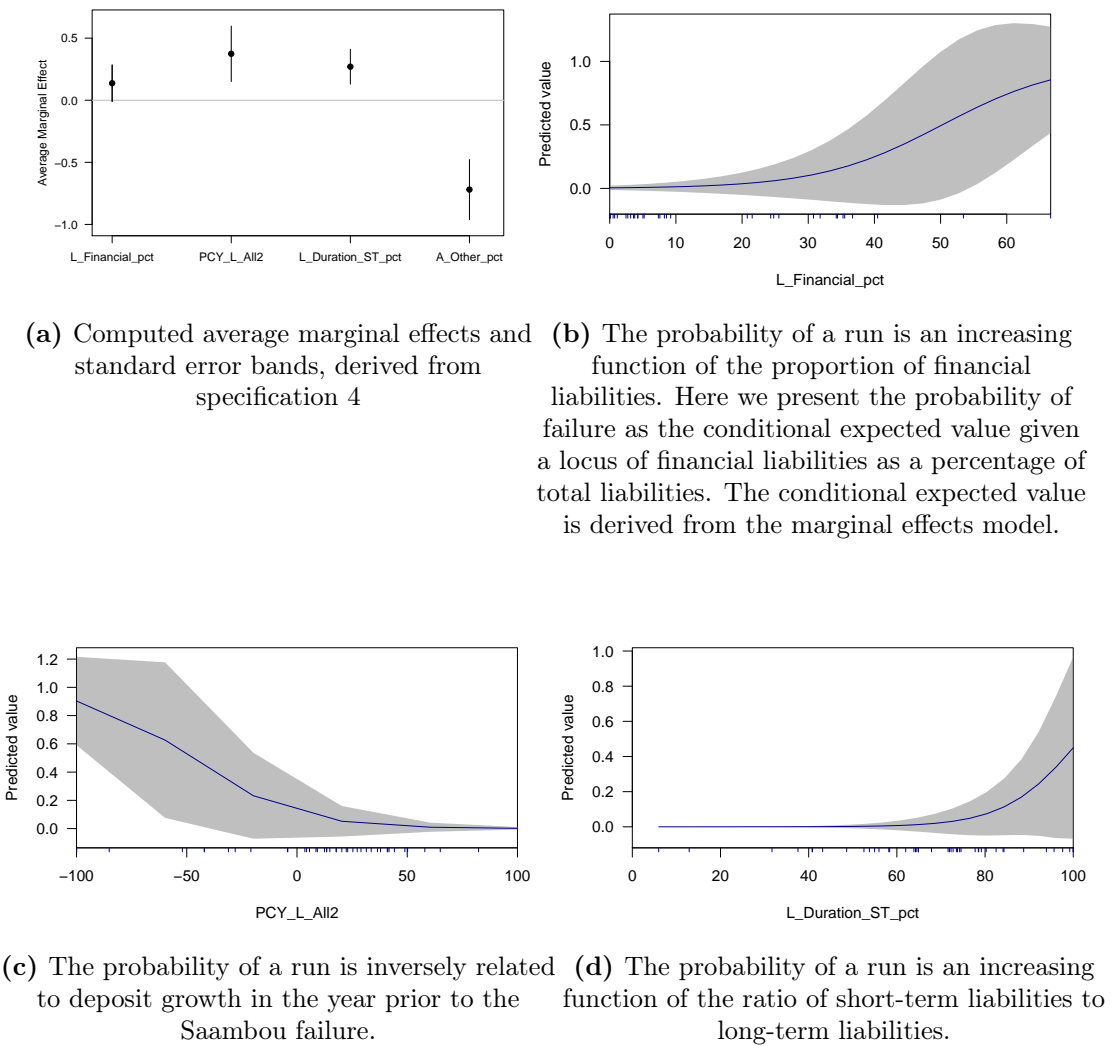 Average Marginal Effect
0.5
0.0
−0.5
−1.0
L_Financial_pct
PCY_L_All2
L_Duration_ST_pct
A_Other_pct
Predicted value
1.0
0.5
0.0
0 10 20 30 40 50 60
L_Financial_pct
(a) Computed average marginal effects and
standard error bands, derived from
specification 4
(b) The probability of a run is an increasing
function of the proportion of financial
liabilities. Here we present the probability of
failure as the conditional expected value given
a locus of financial liabilities as a percentage of
total liabilities. The conditional expected value
is derived from the marginal effects model.
Predicted value
1.2
1.0
0.8
0.6
0.4
0.2
0.0
−100 −50 0 50 100
PCY_L_All2
Predicted value
1.0
0.8
0.6
0.4
0.2
0.0
0 20 40 60 80 100
L_Duration_ST_pct
(c) The probability of a run is inversely related
to deposit growth in the year prior to the
Saambou failure.
(d) The probability of a run is an increasing
function of the ratio of short-term liabilities to
long-term liabilities.